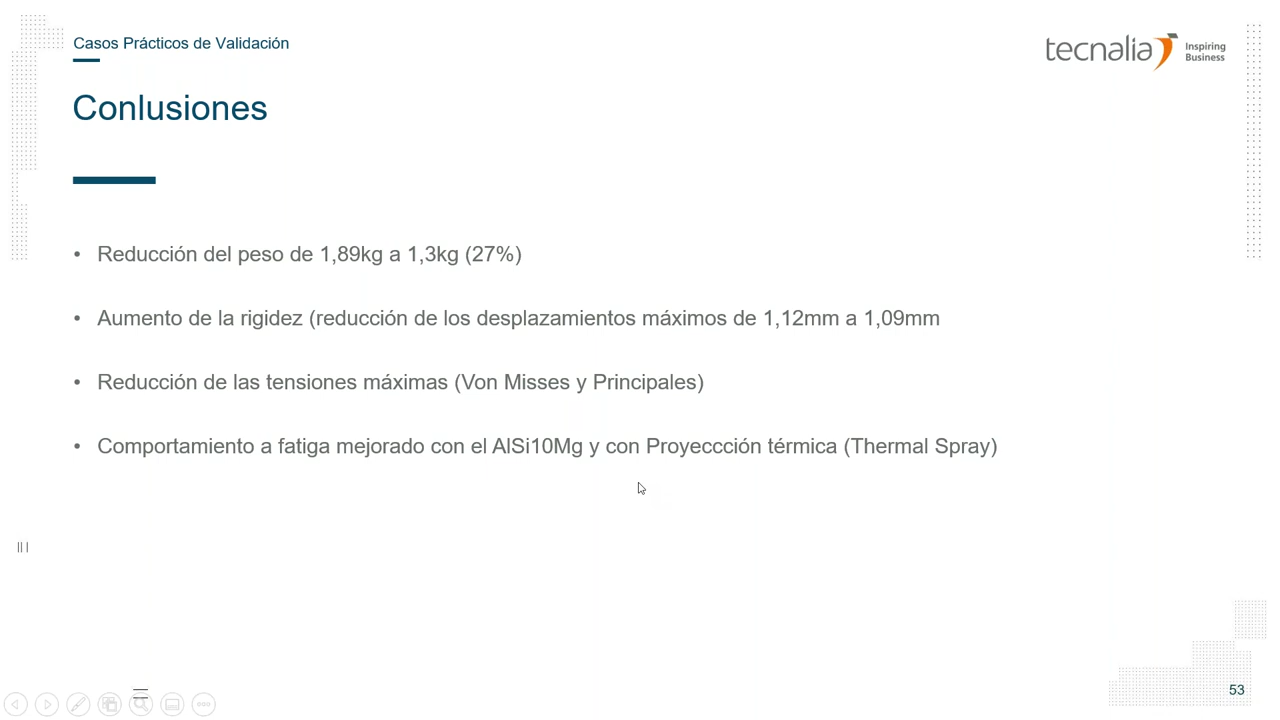 Casos Prácticos de Validación
tecnalia Inspiring
Business
Conlusiones
• Reducción del peso de 1,89kg a 1,3kg (27%)
• Aumento de la rigidez (reducción de los desplazamientos máximos de 1,12mm a 1,09mm
• Reducción de las tensiones máximas (Von Misses y Principales)
• Comportamiento a fatiga mejorado con el AlSi10Mg y con Proyeccción térmica (Thermal Spray)
53